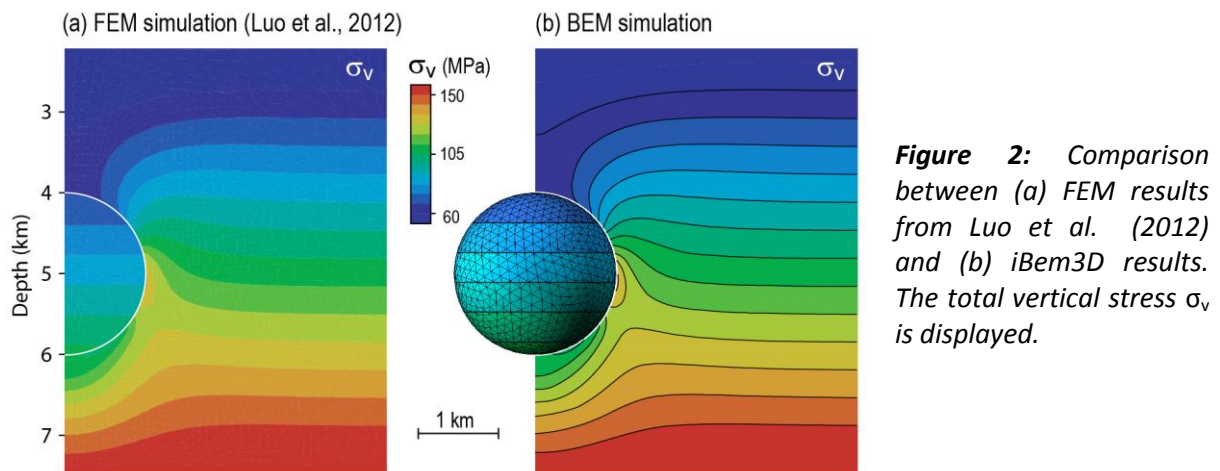 (a) FEM simulation (Luo et al., 2012)
(b) BEM simulation
σv
σv (MPa)
150
105
60
σv
Depth (km)
3
4
5
6
7
1 km
Figure 2: Comparison
between (a) FEM results
from Luo et al. (2012)
and (b) iBem3D results.
The total vertical stress σv
is displayed.